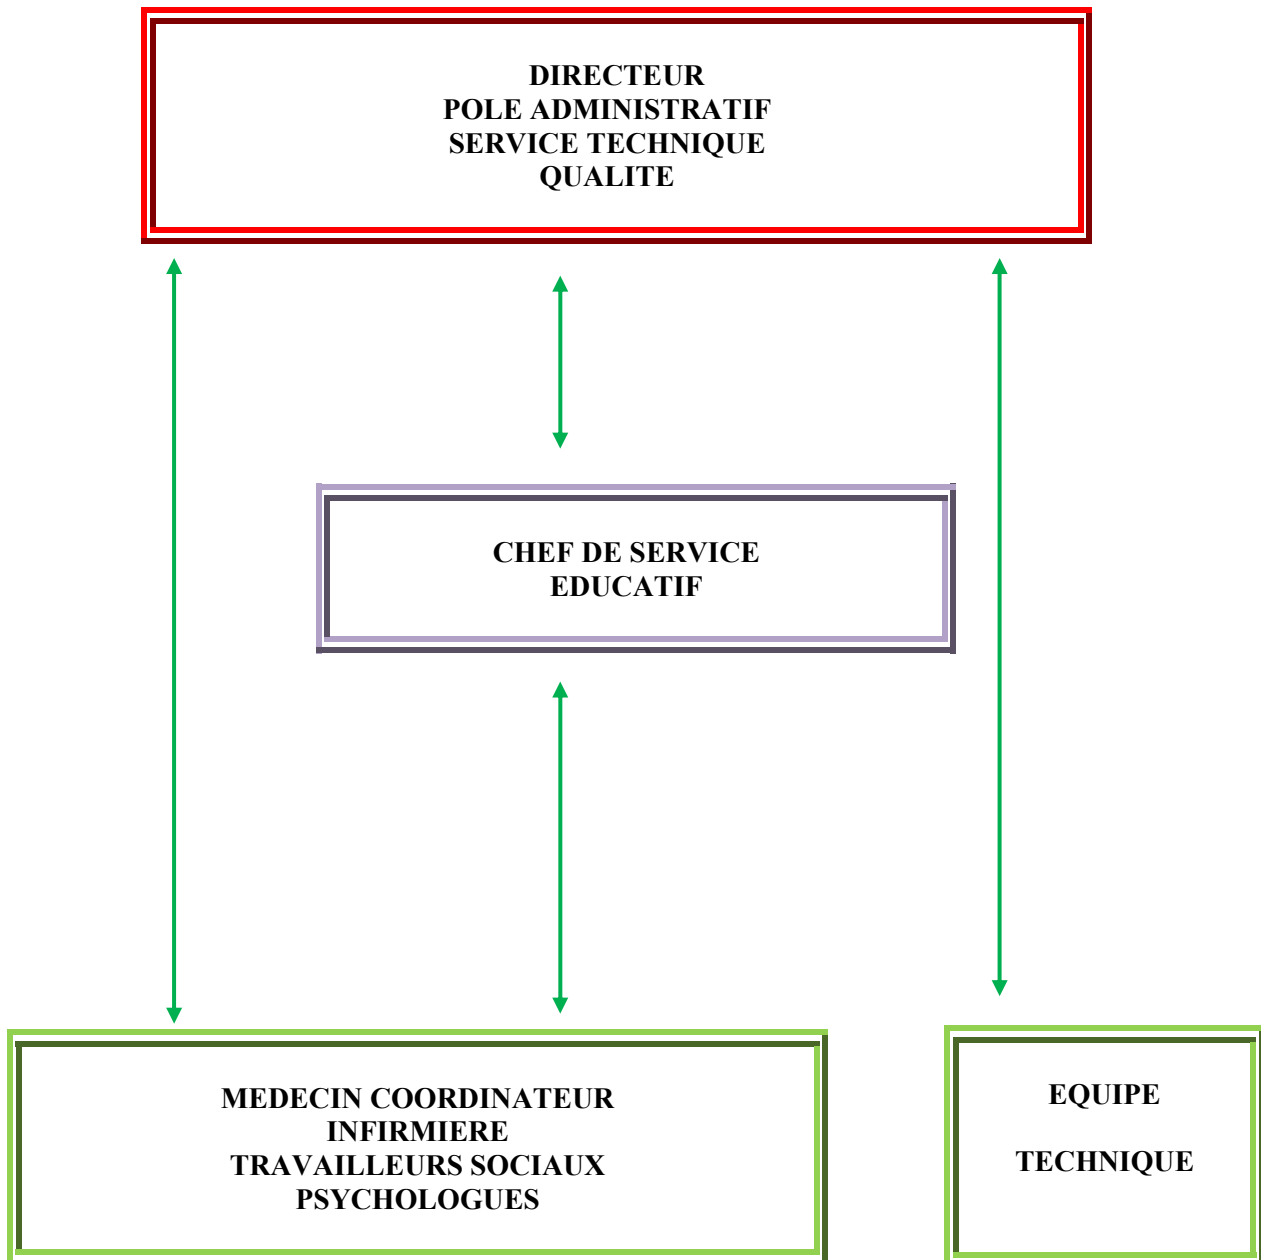 DIRECTEUR
POLE ADMINISTRATIF
SERVICE TECHNIQUE
QUALITE
CHEF DE SERVICE
EDUCATIF
MEDECIN COORDINATEUR
INFIRMIERE
TRAVAILLEURS SOCIAUX
PSYCHOLOGUES
EQUIPE
TECHNIQUE